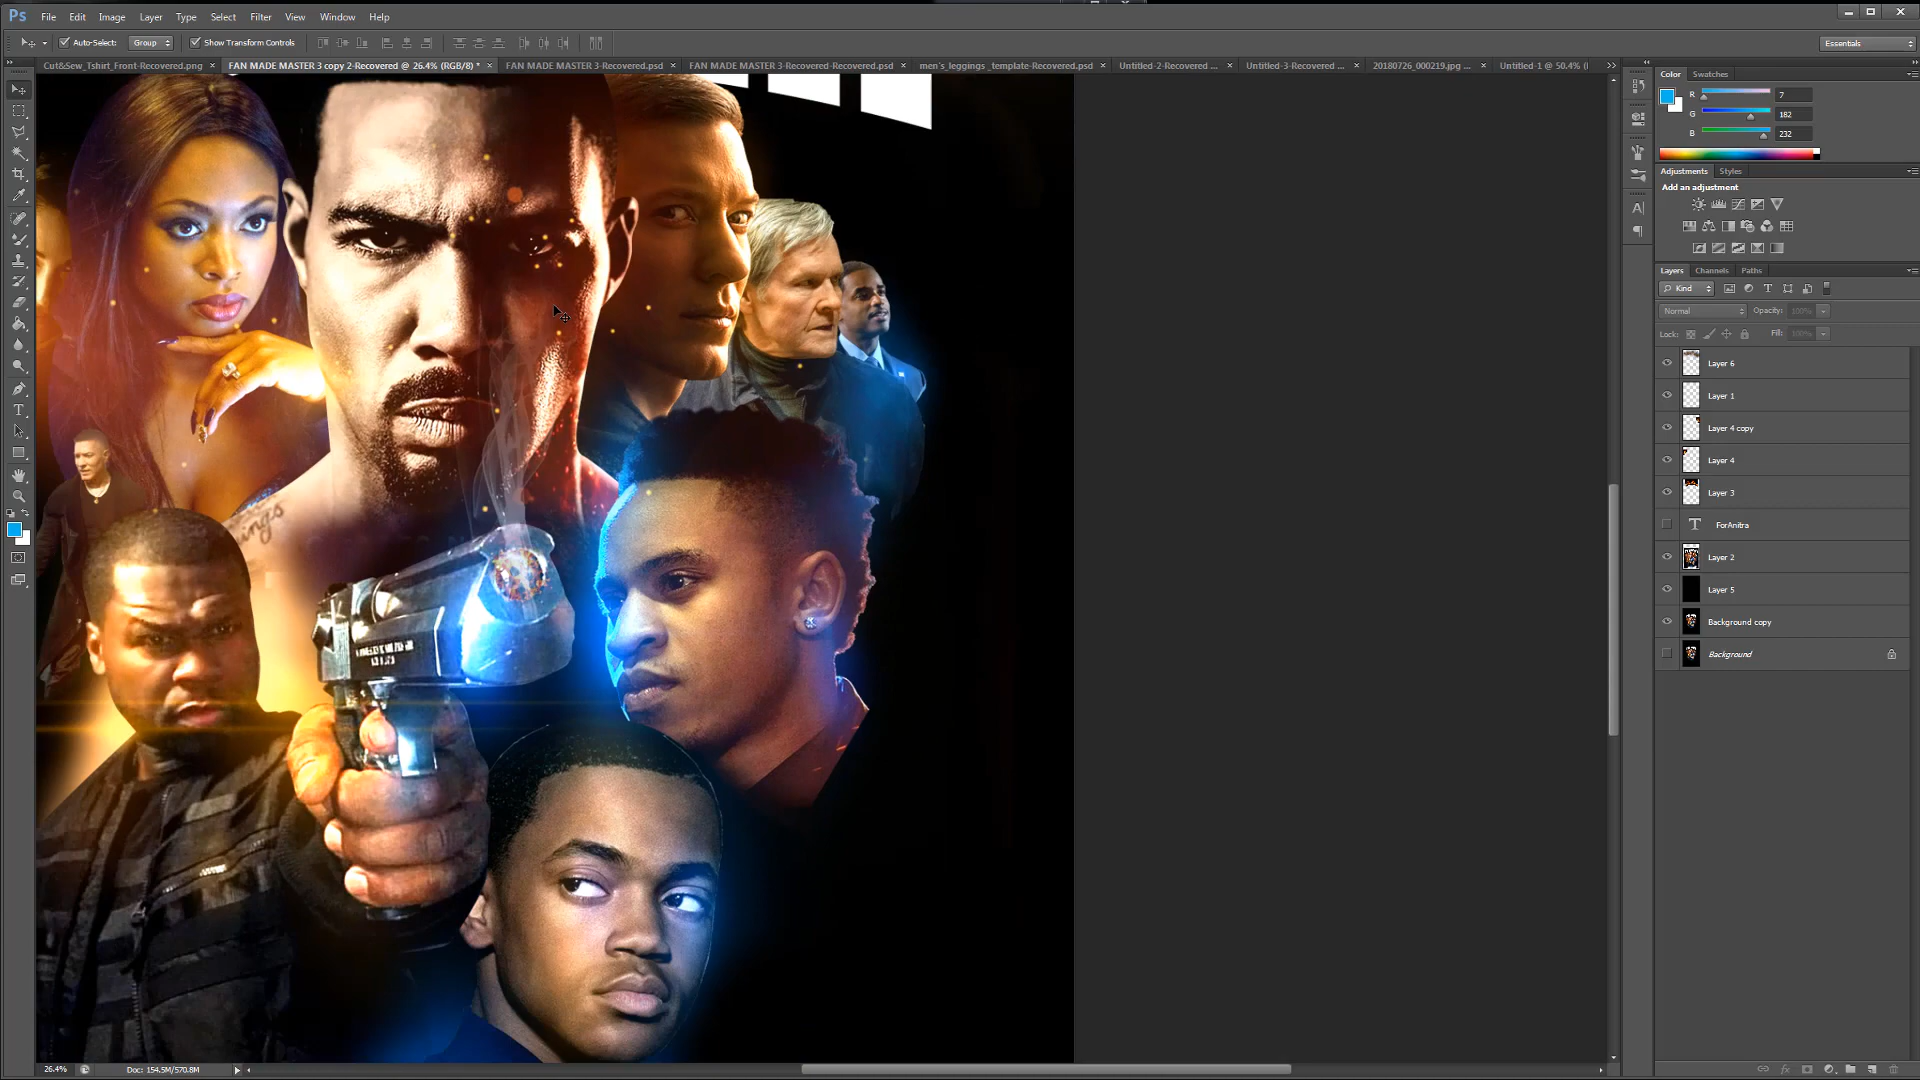 Ps File Edit Image Layer Type Select Filter View Window Help
Auto-Select: Group Show Transform Controls Essentials
Cut&Sew_Tshirt_Front-Recovered.png × FAN MADE MASTER 3 copy 2-Recovered @ 26.4% (RGB/8) * × FAN MADE MASTER 3-Recovered.psd × FAN MADE MASTER 3-Recovered-Recovered.psd × men's leggings _template-Recovered.psd × Untitled-2-Recovered ... × Untitled-3-Recovered ... × 20180726_000219.jpg ... × Untitled-1 @ 50.4% (I
Color Swatches
R 7
G 182
B 232
Adjustments Styles
Add an adjustment
Layers Channels Paths
Kind
Normal Opacity: 100%
Lock: Fill: 100%
Layer 6
Layer 1
Layer 4 copy
Layer 4
Layer 3
T ForAnitra
Layer 2
Layer 5
Background copy
Background
ings
26.4% Doc: 154.5M/570.8M